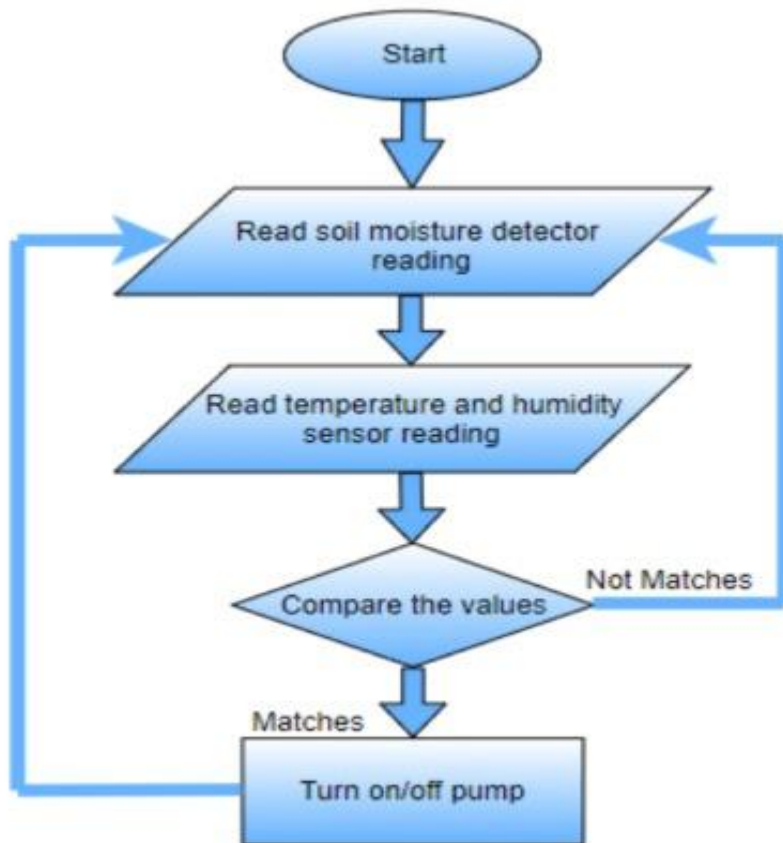 Start
Read soil moisture detector
reading
Read temperature and humidity
sensor reading
Compare the values
Not Matches
Matches
Turn on/off pump